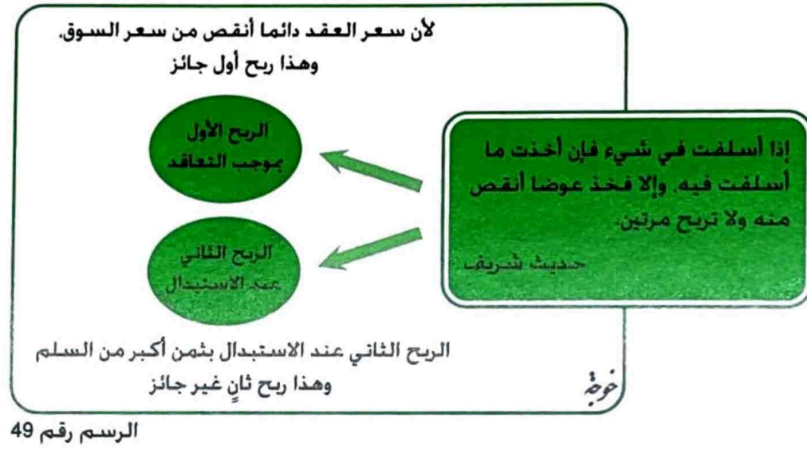 لأن سعر العقد دائما أنقص من سعر السوق.
وهذا ربح أول جائز
الربح الأول
بموجب التعاقد
إذا أسلفت في شيء فإن أخذت ما
أسلفت فيه. وإلا فخذ عوضا أنقص
منه ولا تربح مرتين.
حديث شريف
الربح الثاني
عند الاستبدال
الربح الثاني عند الاستبدال بثمن أكبر من السلم
وهذا ربح ثانٍ غير جائز
خوجة
الرسم رقم 49